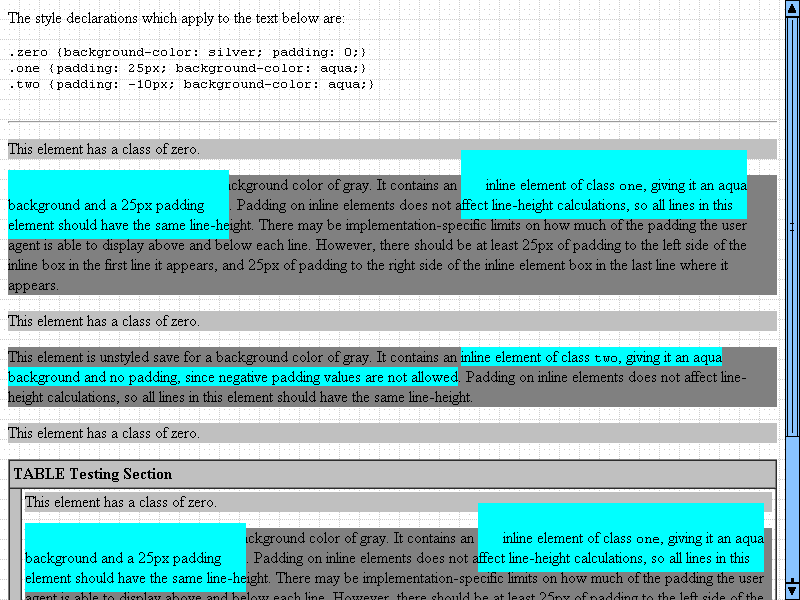 The style declarations which apply to the text below are:
.zero {background-color: silver; padding: 0;}
.one {padding: 25px; background-color: aqua;}
.two {padding: -10px; background-color: aqua;}
This element has a class of zero.
ckground color of gray. It contains an inline element of class one, giving it an aqua
background and a 25px padding. Padding on inline elements does not affect line-height calculations, so all lines in this
element should have the same line-height. There may be implementation-specific limits on how much of the padding the user
agent is able to display above and below each line. However, there should be at least 25px of padding to the left side of the
inline box in the first line it appears, and 25px of padding to the right side of the inline element box in the last line where it
appears.
This element has a class of zero.
This element is unstyled save for a background color of gray. It contains an inline element of class two, giving it an aqua
background and no padding, since negative padding values are not allowed. Padding on inline elements does not affect line-
height calculations, so all lines in this element should have the same line-height.
This element has a class of zero.
TABLE Testing Section
This element has a class of zero.
ckground color of gray. It contains an inline element of class one, giving it an aqua
background and a 25px padding. Padding on inline elements does not affect line-height calculations, so all lines in this
element should have the same line-height. There may be implementation-specific limits on how much of the padding the user
agent is able to display above and below each line. However, there should be at least 25px of padding to the left side of the